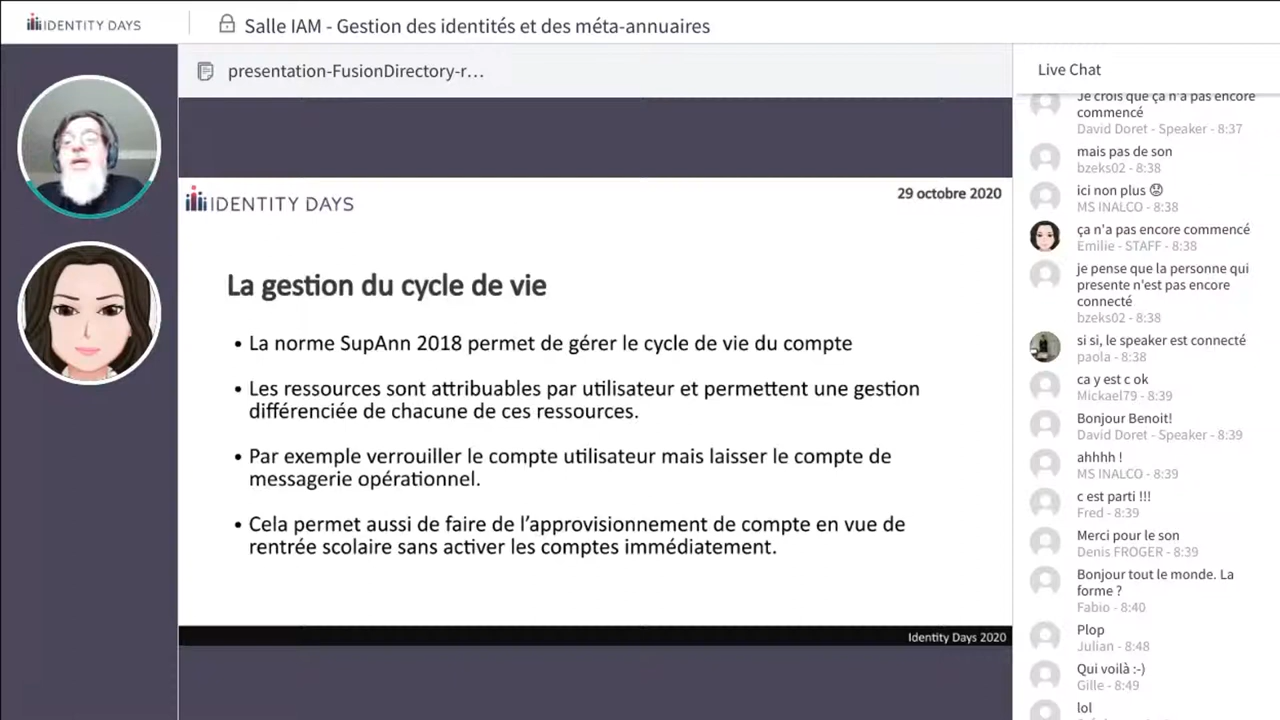 IDENTITY DAYS
Salle IAM - Gestion des identités et des méta-annuaires
presentation-FusionDirectory-r...
IDENTITY DAYS
29 octobre 2020
La gestion du cycle de vie
• La norme SupAnn 2018 permet de gérer le cycle de vie du compte
• Les ressources sont attribuables par utilisateur et permettent une gestion
différenciée de chacune de ces ressources.
• Par exemple verrouiller le compte utilisateur mais laisser le compte de
messagerie opérationnel.
• Cela permet aussi de faire de l'approvisionnement de compte en vue de
rentrée scolaire sans activer les comptes immédiatement.
Identity Days 2020
Live Chat
Je crois que ça n'a pas encore
commencé
David Doret - Speaker - 8:37
mais pas de son
bzeks02 - 8:38
ici non plus 😟
MS INALCO - 8:38
ça n'a pas encore commencé
Emilie - STAFF - 8:38
je pense que la personne qui
presente n'est pas encore
connecté
bzeks02 - 8:38
si si, le speaker est connecté
paola - 8:38
ca y est c ok
Mickael79 - 8:39
Bonjour Benoit!
David Doret - Speaker - 8:39
ahhhh !
MS INALCO - 8:39
c est parti !!!
Fred - 8:39
Merci pour le son
Denis FROGER - 8:39
Bonjour tout le monde. La
forme ?
Fabio - 8:40
Plop
Julian - 8:48
Qui voilà :-)
Gille - 8:49
lol